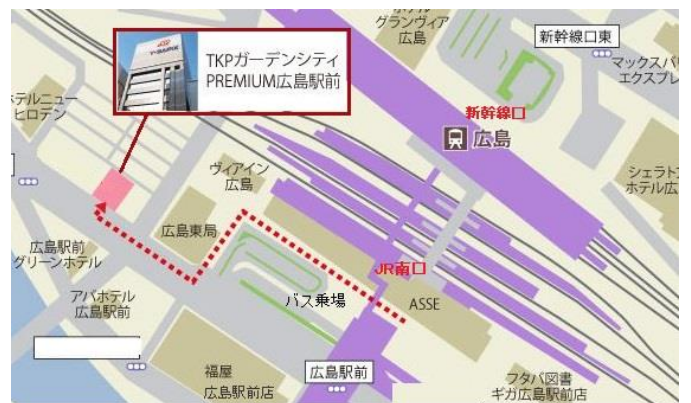 グランヴィア
広島
新幹線口東
TKPガーデンシティ
PREMIUM広島駅前
マックスバリ
エクスプレ
ホテルニュー
ヒロデン
新幹線口
広島
ヴィアイン
広島
シェラト
ホテル広
広島東局
広島駅前
グリーンホテル
JR南口
アパホテル
広島駅前
バス乗場
ASSE
福屋
広島駅前店
広島駅前
フタバ図書
ギガ広島駅前店